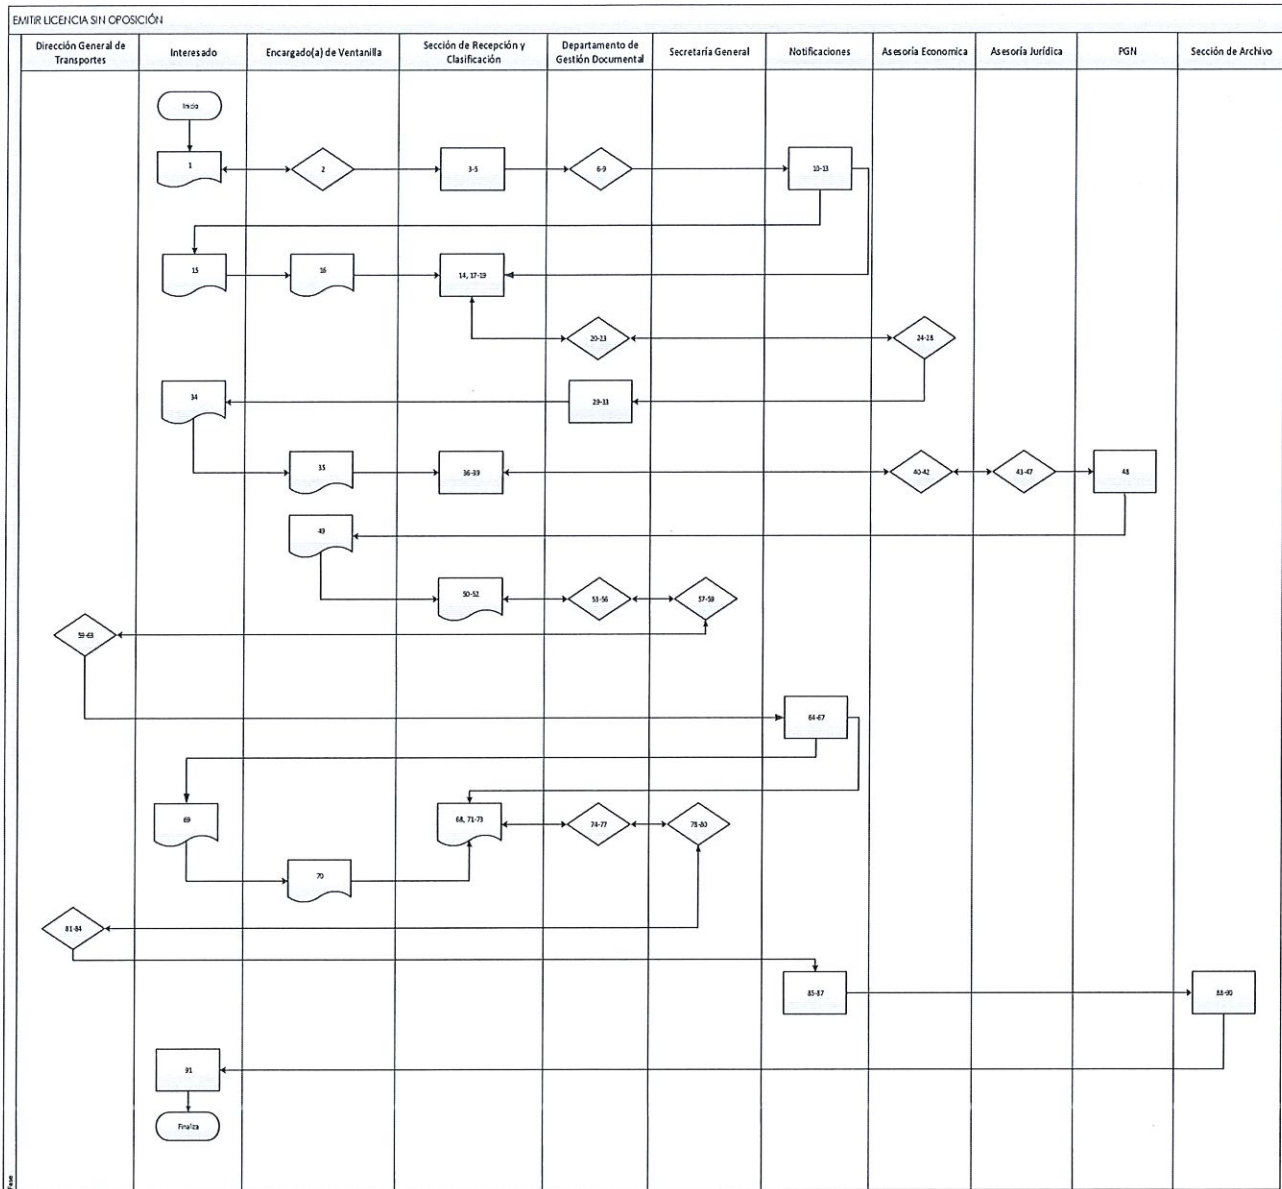 EMITIR LICENCIA SIN OPOSICIÓN
Dirección General de
Transportes
Interesado
Encargado(a) de Ventanilla
Sección de Recepción y
Clasificación
Departamento de
Gestión Documental
Secretaría General
Notificaciones
Asesoría Economica
Asesoría Jurídica
PGN
Sección de Archivo
Inicio
1
2
3-5
6-9
10-13
15
16
14, 17-19
20-23
24-28
34
29-33
35
36-39
40-42
43-47
48
49
50-52
53-56
57-58
59-63
64-67
69
68, 71-73
74-77
78-80
70
81-84
85-87
88-90
91
Finaliza
Fase